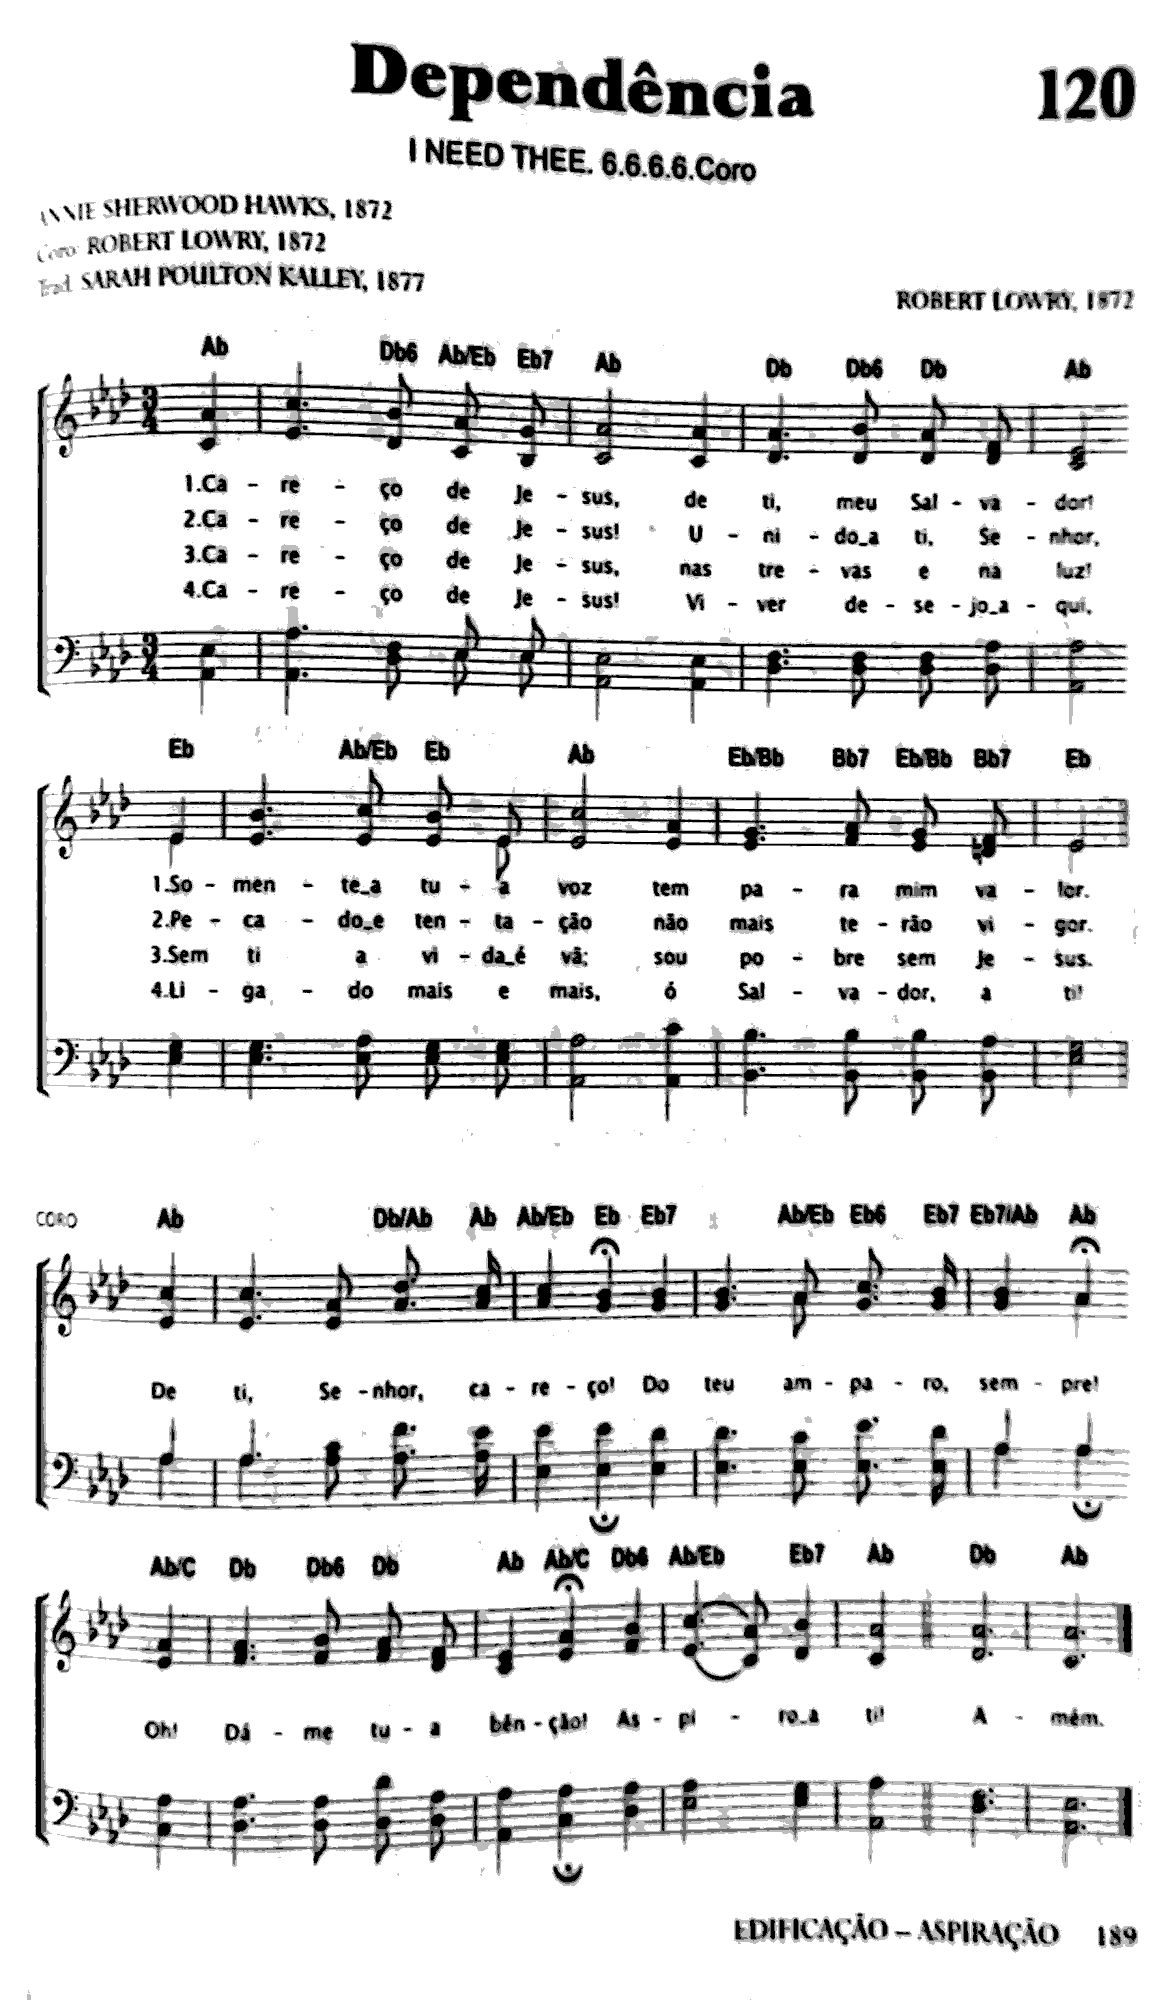 Dependência 120
I NEED THEE. 6.6.6.6.Coro
ANNIE SHERWOOD HAWKS, 1872
Coro: ROBERT LOWRY, 1872
Trad. SARAH POULTON KALLEY, 1877
ROBERT LOWRY, 1872
Ab Db6 Ab/Eb Eb7 Ab Db Db6 Db Ab
1.Ca - re - ço de Je - sus, de ti, meu Sal - va - dor!
2.Ca - re - ço de Je - sus! U - ni - do_a ti, Se - nhor,
3.Ca - re - ço de Je - sus, nas tre - vas e na luz!
4.Ca - re - ço de Je - sus! Vi - ver de - se - jo_a - qui,
Eb Ab/Eb Eb Ab Eb/Bb Bb7 Eb/Bb Bb7 Eb
1.So - men - te_a tu - a voz tem pa - ra mim va - lor.
2.Pe - ca - do_e ten - ta - ção não mais te - rão vi - gor.
3.Sem ti a vi - da_é vã; sou po - bre sem Je - sus.
4.Li - ga - do mais e mais, ó Sal - va - dor, a ti!
CORO Ab Db/Ab Ab Ab/Eb Eb Eb7 Ab/Eb Eb6 Eb7 Eb7/Ab Ab
De ti, Se - nhor, ca - re - ço! Do teu am - pa - ro, sem - pre!
Ab/C Db Db6 Db Ab Ab/C Db6 Ab/Eb Eb7 Ab Db Ab
Oh! Dá - me tu - a bên - ção! As - pi - ro_a ti! A - mém.
EDIFICAÇÃO – ASPIRAÇÃO 189